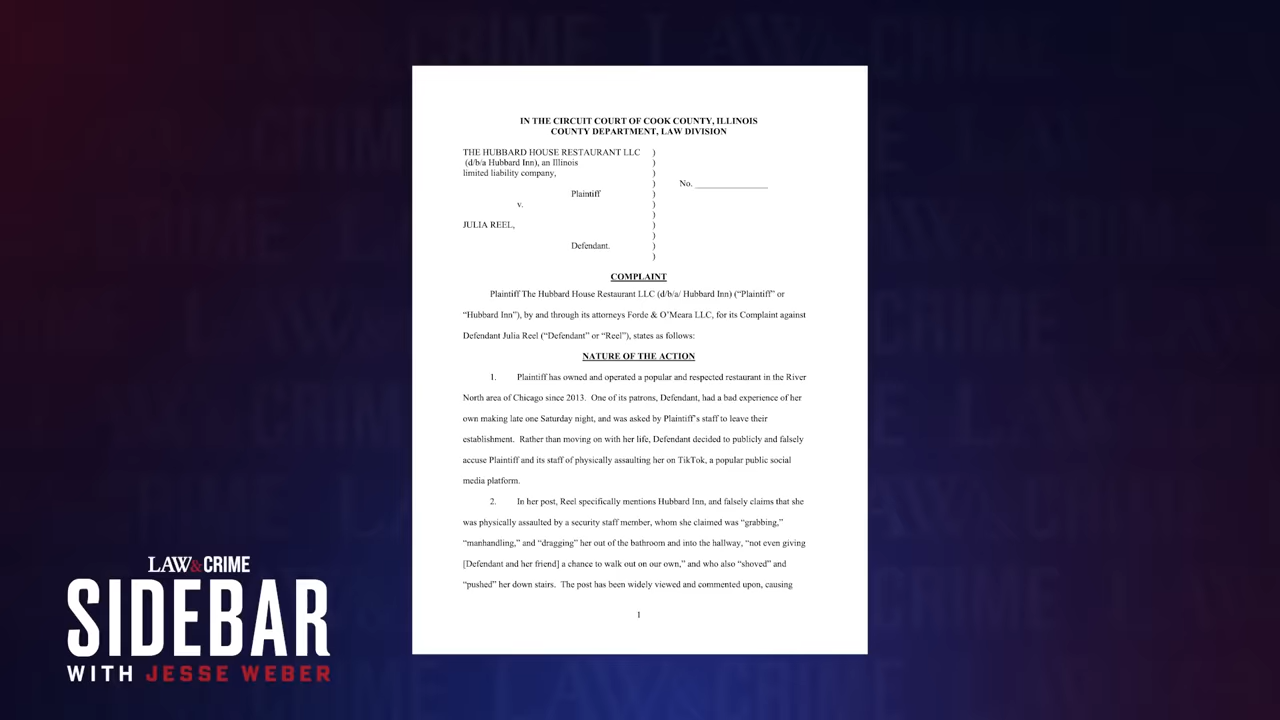 IN THE CIRCUIT COURT OF COOK COUNTY, ILLINOIS
COUNTY DEPARTMENT, LAW DIVISION
THE HUBBARD HOUSE RESTAURANT LLC )
(d/b/a Hubbard Inn), an Illinois )
limited liability company, )
) No. ________________
Plaintiff )
v. )
)
JULIA REEL, )
)
Defendant. )
)
COMPLAINT
Plaintiff The Hubbard House Restaurant LLC (d/b/a/ Hubbard Inn) (“Plaintiff” or
“Hubbard Inn”), by and through its attorneys Forde & O’Meara LLC, for its Complaint against
Defendant Julia Reel (“Defendant” or “Reel”), states as follows:
NATURE OF THE ACTION
1. Plaintiff has owned and operated a popular and respected restaurant in the River
North area of Chicago since 2013. One of its patrons, Defendant, had a bad experience of her
own making late one Saturday night, and was asked by Plaintiff’s staff to leave their
establishment. Rather than moving on with her life, Defendant decided to publicly and falsely
accuse Plaintiff and its staff of physically assaulting her on TikTok, a popular public social
media platform.
2. In her post, Reel specifically mentions Hubbard Inn, and falsely claims that she
was physically assaulted by a security staff member, whom she claimed was “grabbing,”
“manhandling,” and “dragging” her out of the bathroom and into the hallway, “not even giving
[Defendant and her friend] a chance to walk out on our own,” and who also “shoved” and
“pushed” her down stairs. The post has been widely viewed and commented upon, causing
1
LAW&CRIME
SIDEBAR
WITH JESSE WEBER